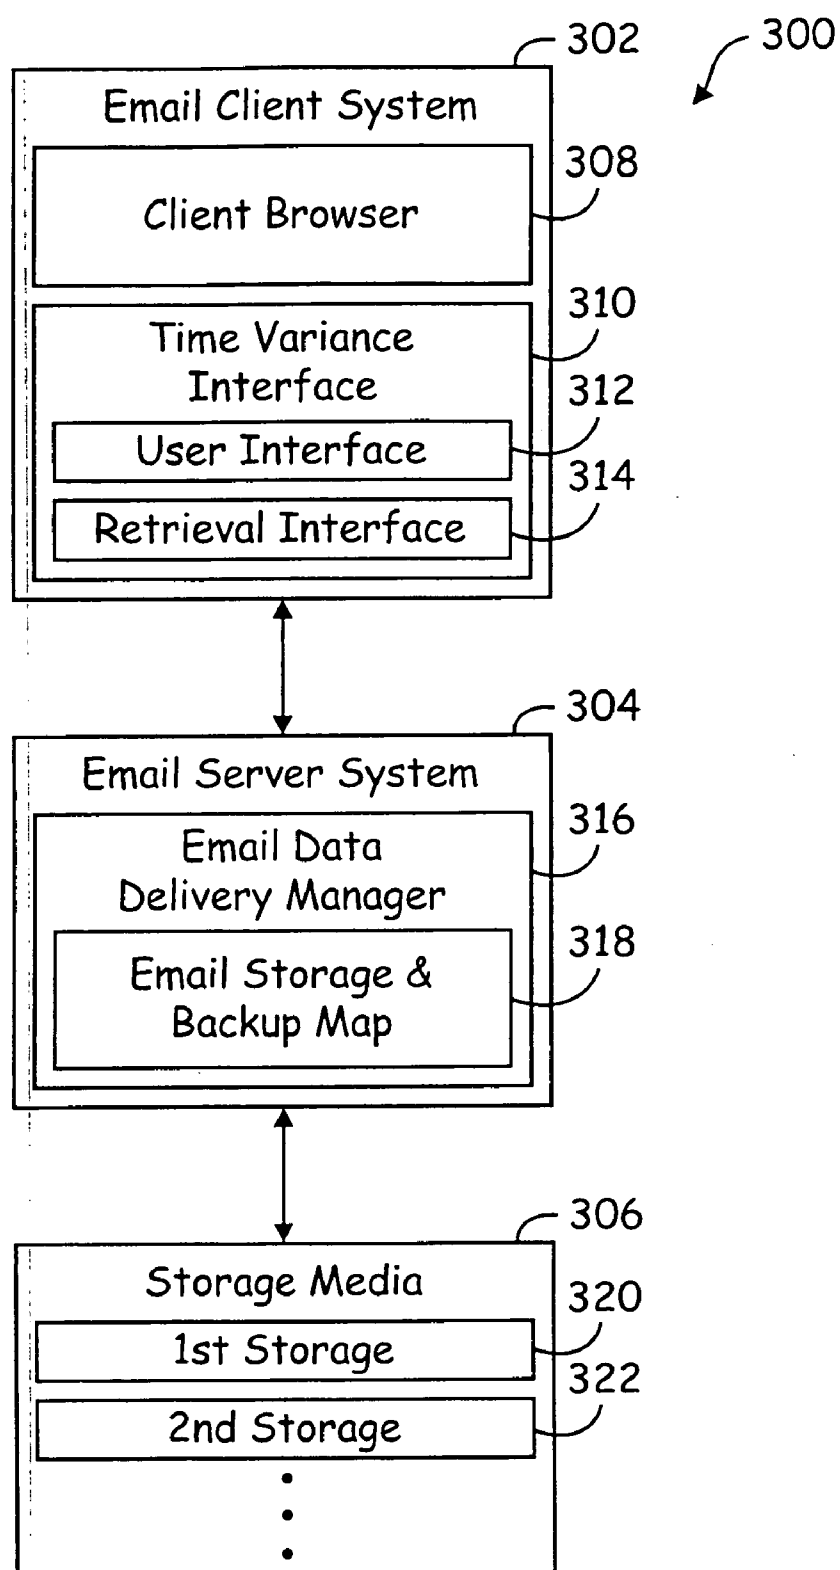 300
302
Email Client System
308
Client Browser
310
Time Variance
Interface
312
User Interface
314
Retrieval Interface
304
Email Server System
316
Email Data
Delivery Manager
318
Email Storage &
Backup Map
306
Storage Media
320
1st Storage
322
2nd Storage